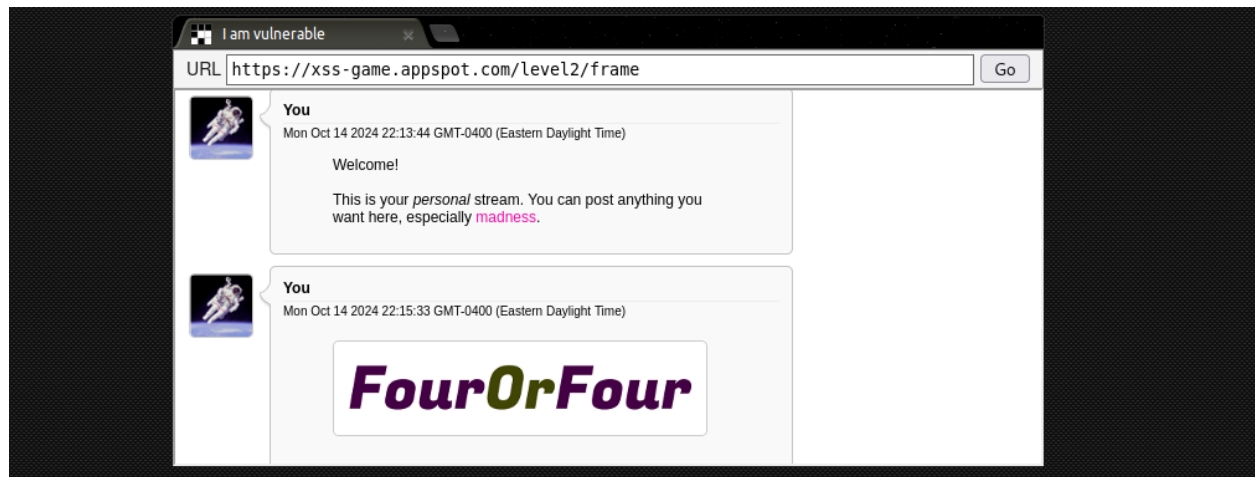 I am vulnerable
URL https://xss-game.appspot.com/level2/frame Go
You
Mon Oct 14 2024 22:13:44 GMT-0400 (Eastern Daylight Time)
Welcome!
This is your personal stream. You can post anything you
want here, especially madness.
You
Mon Oct 14 2024 22:15:33 GMT-0400 (Eastern Daylight Time)
FourOrFour